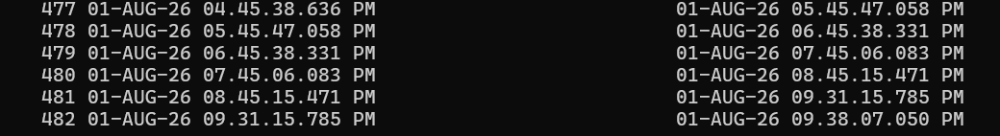 477 01-AUG-26 04.45.38.636 PM 01-AUG-26 05.45.47.058 PM
478 01-AUG-26 05.45.47.058 PM 01-AUG-26 06.45.38.331 PM
479 01-AUG-26 06.45.38.331 PM 01-AUG-26 07.45.06.083 PM
480 01-AUG-26 07.45.06.083 PM 01-AUG-26 08.45.15.471 PM
481 01-AUG-26 08.45.15.471 PM 01-AUG-26 09.31.15.785 PM
482 01-AUG-26 09.31.15.785 PM 01-AUG-26 09.38.07.050 PM